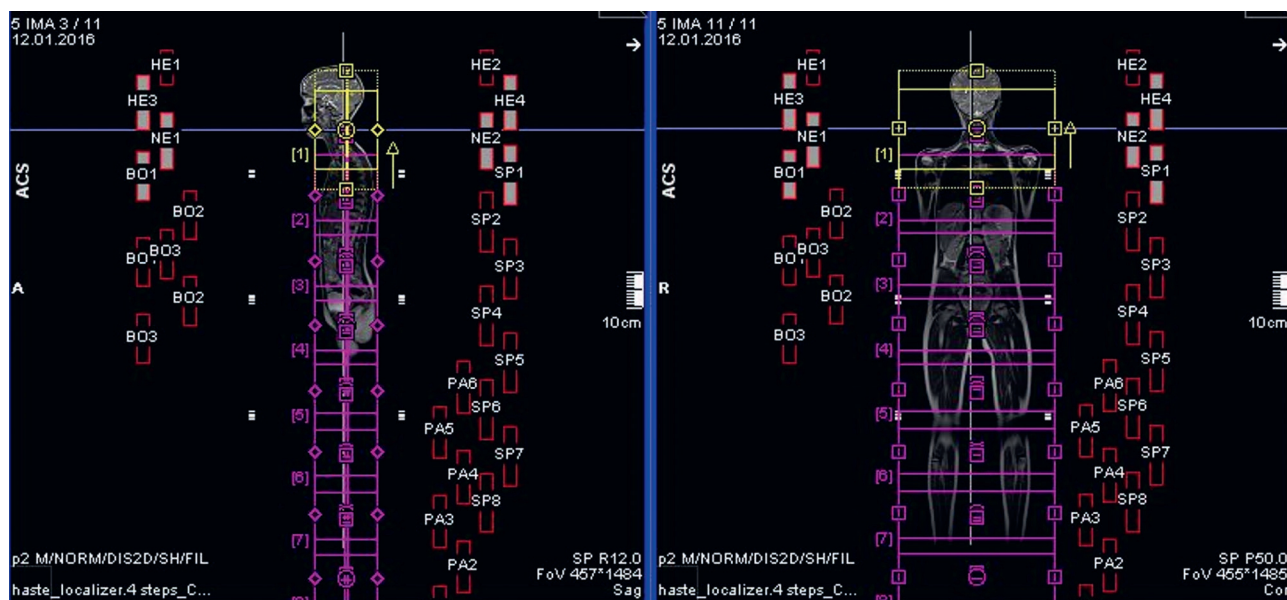 5 IMA 3 / 11
12.01.2016
HE1
HE2
HE3
HE4
NE1
NE2
[1]
BO1
SP1
ACS
BO2
SP2
[2]
BO3
SP3
[3]
BO2
A
SP4
10cm
BO3
[4]
SP5
PA6
SP6
[5]
PA5
SP7
PA4
[6]
SP8
PA3
[7]
PA2
p2 M/NORM/DIS2D/SH/FIL
SP R12.0
FoV 457*1484
haste_localizer.4 steps_C...
Sag
5 IMA 11 / 11
12.01.2016
HE1
HE2
HE3
HE4
NE1
NE2
[1]
BO1
SP1
ACS
BO2
SP2
[2]
BO3
SP3
[3]
BO2
R
SP4
10cm
BO3
[4]
SP5
PA6
SP6
[5]
PA5
SP7
PA4
[6]
SP8
PA3
[7]
PA2
p2 M/NORM/DIS2D/SH/FIL
SP P50.0
FoV 455*1485
haste_localizer.4 steps_C...